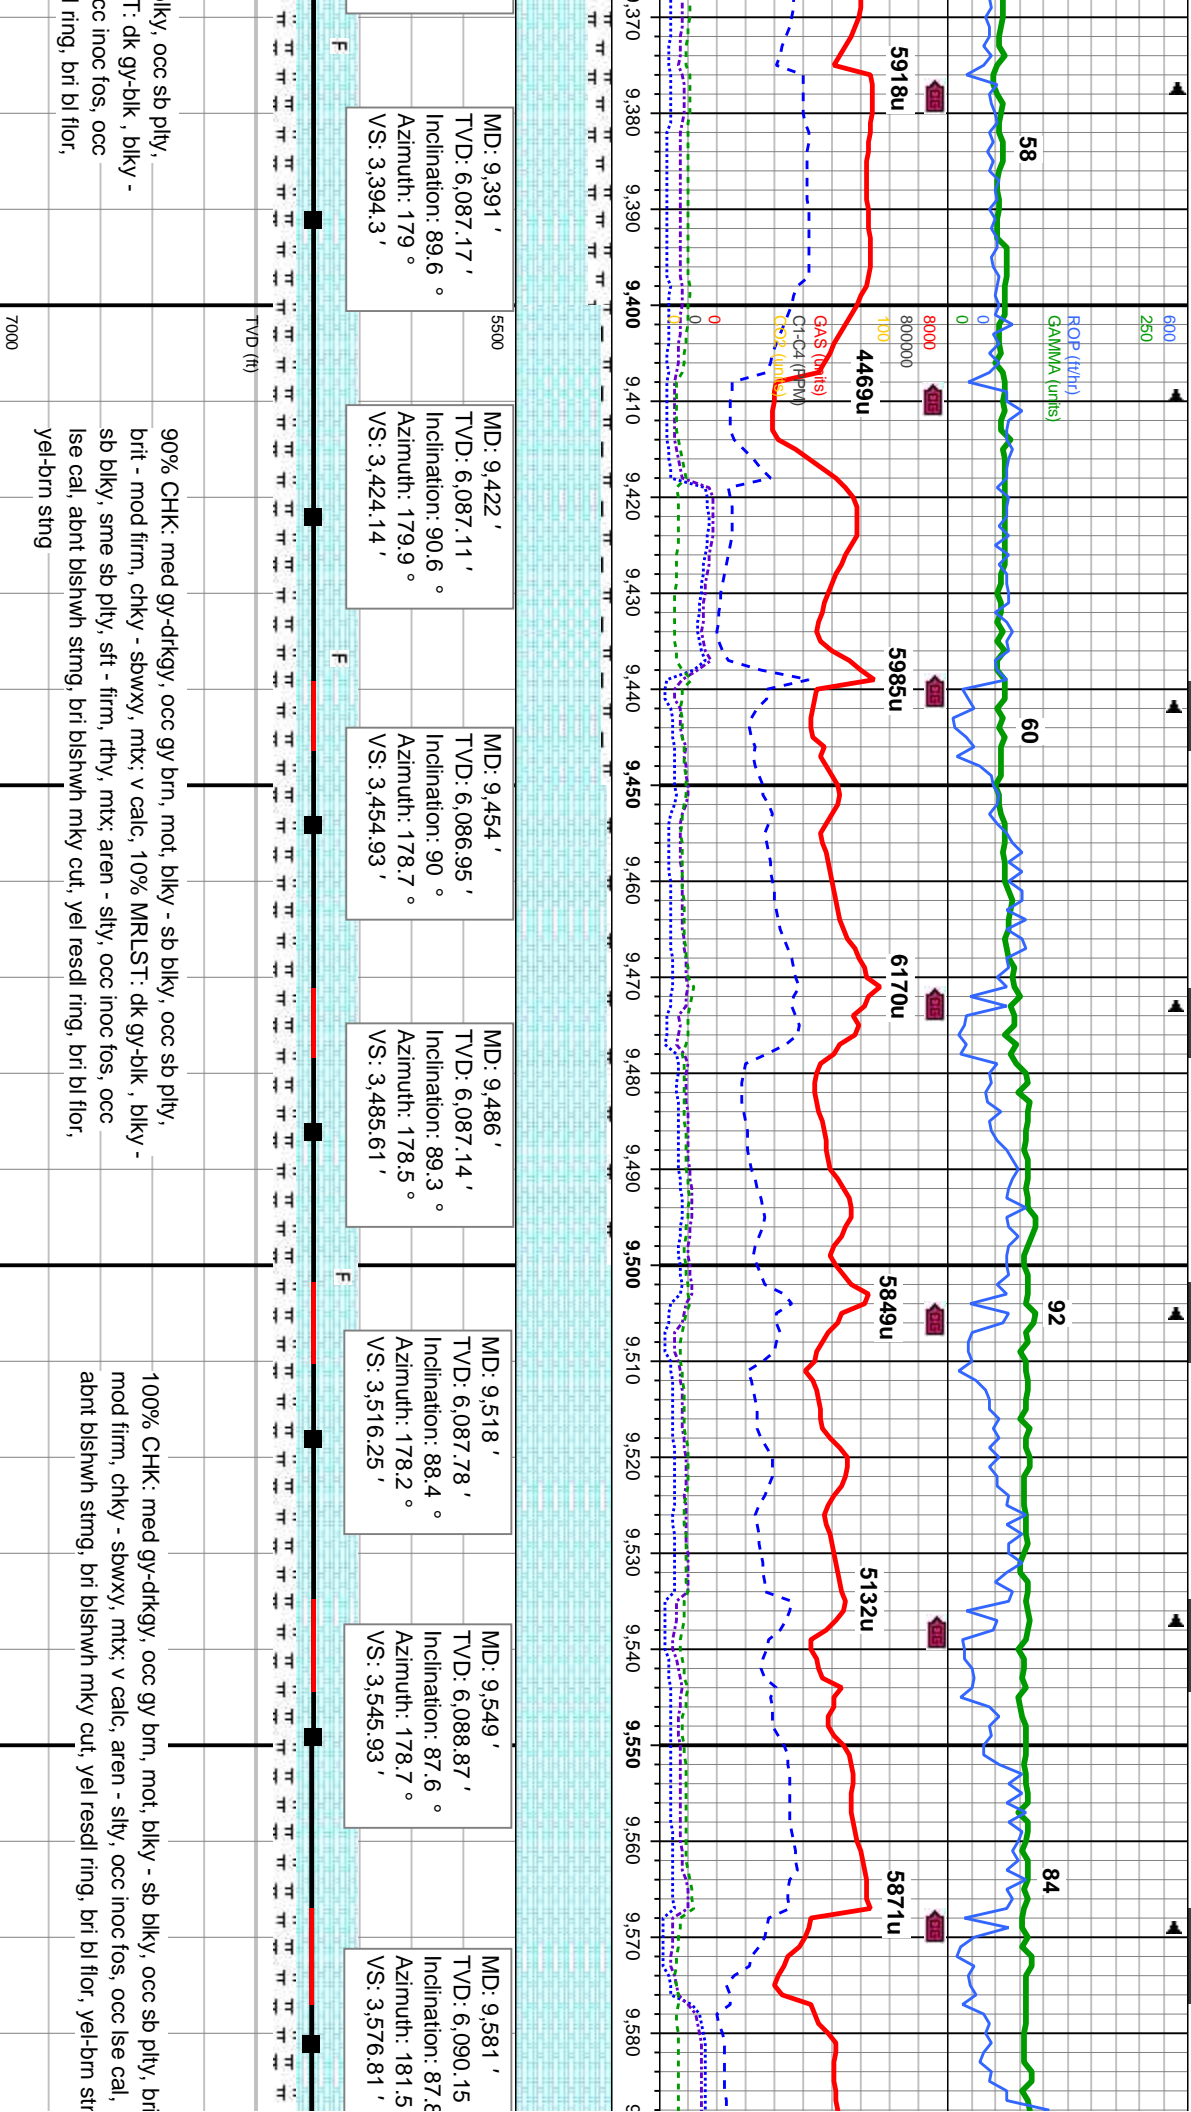 9,370
9,380
9,390
9,400
9,410
9,420
9,430
9,440
9,450
9,460
9,470
9,480
9,490
9,500
9,510
9,520
9,530
9,540
9,550
9,560
9,570
9,580
58
60
92
84
600
ROP (ft/hr)
0
250
GAMMA (units)
0
5918u
4469u
5985u
6170u
5849u
5132u
5871u
8000
GAS (units)
0
800000
C1-C4 (PPM)
0
100
CO2 (units)
0
5500
TVD (ft)
7000
MD: 9,391 '
TVD: 6,087.17 '
Inclination: 89.6 °
Azimuth: 179 °
VS: 3,394.3 '
MD: 9,422 '
TVD: 6,087.11 '
Inclination: 90.6 °
Azimuth: 179.9 °
VS: 3,424.14 '
MD: 9,454 '
TVD: 6,086.95 '
Inclination: 90 °
Azimuth: 178.7 °
VS: 3,454.93 '
MD: 9,486 '
TVD: 6,087.14 '
Inclination: 89.3 °
Azimuth: 178.5 °
VS: 3,485.61 '
MD: 9,518 '
TVD: 6,087.78 '
Inclination: 88.4 °
Azimuth: 178.2 °
VS: 3,516.25 '
MD: 9,549 '
TVD: 6,088.87 '
Inclination: 87.6 °
Azimuth: 178.7 °
VS: 3,545.93 '
MD: 9,581 '
TVD: 6,090.15
Inclination: 87.8
Azimuth: 181.5
VS: 3,576.81 '
F
F
F
blky, occ sb plty,
T: dk gy-blk , blky -
cc inoc fos, occ
l ring, bri bl flor,
90% CHK: med gy-drkgy, occ gy brn, mot, blky - sb blky, occ sb plty,
brit - mod firm, chky - sbwxy, mtx; v calc, 10% MRLST: dk gy-blk , blky -
sb blky, sme sb plty, sft - firm, rthy, mtx; aren - slty, occ inoc fos, occ
lse cal, abnt blshwh stmg, bri blshwh mky cut, yel resdl ring, bri bl flor,
yel-brn stng
100% CHK: med gy-drkgy, occ gy brn, mot, blky - sb blky, occ sb plty, bri
mod firm, chky - sbwxy, mtx; v calc, aren - slty, occ inoc fos, occ lse cal,
abnt blshwh stmg, bri blshwh mky cut, yel resdl ring, bri bl flor, yel-brn str